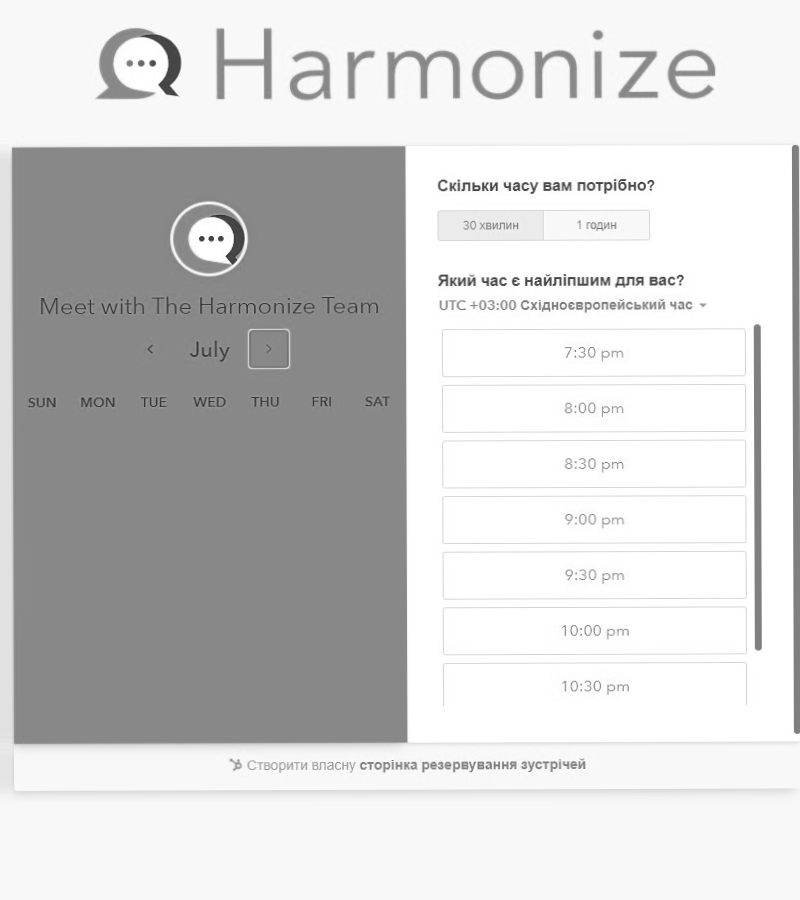 Harmonize
Meet with The Harmonize Team
July
SUN MON TUE WED THU FRI SAT
Скільки часу вам потрібно?
30 хвилин 1 годин
Який час є найліпшим для вас?
UTC +03:00 Східноєвропейський час
7:30 pm
8:00 pm
8:30 pm
9:00 pm
9:30 pm
10:00 pm
10:30 pm
Створити власну сторінка резервування зустрічей